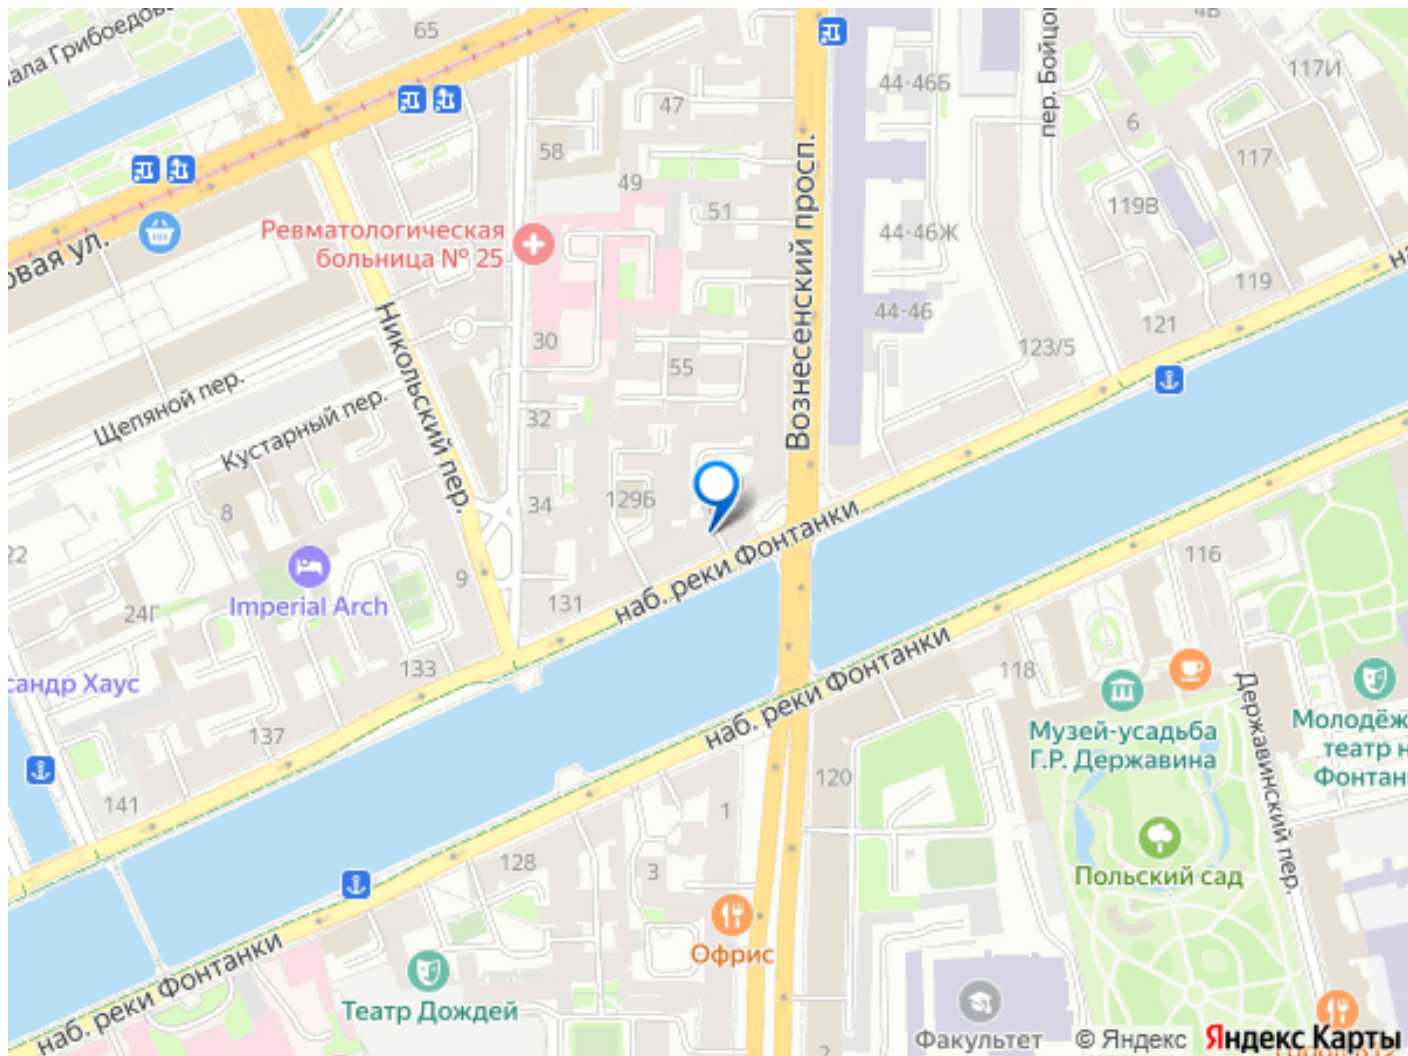 ала Грибоедов
65
4В
44-46Б
117И
47
пер. Бойцов
6
58
117
49
51
119В
Вознесенский просп.
Ревматологическая
больница № 25
44-46Ж
овая ул.
на
119
44-46
121
30
123/5
55
Никольский пер.
Щепяной пер.
Кустарный пер.
32
34
129Б
8
наб. реки Фонтанки
22
116
9
Imperial Arch
24Г
131
наб. реки Фонтанки
133
118
сандр Хаус
Державинский пер.
Музей-усадьба
Г.Р. Державина
Молодёж
театр н
Фонтан
137
120
141
1
128
3
Польский сад
Офрис
наб. реки Фонтанки
Театр Дождей
Факультет
2
© Яндекс
Яндекс Карты